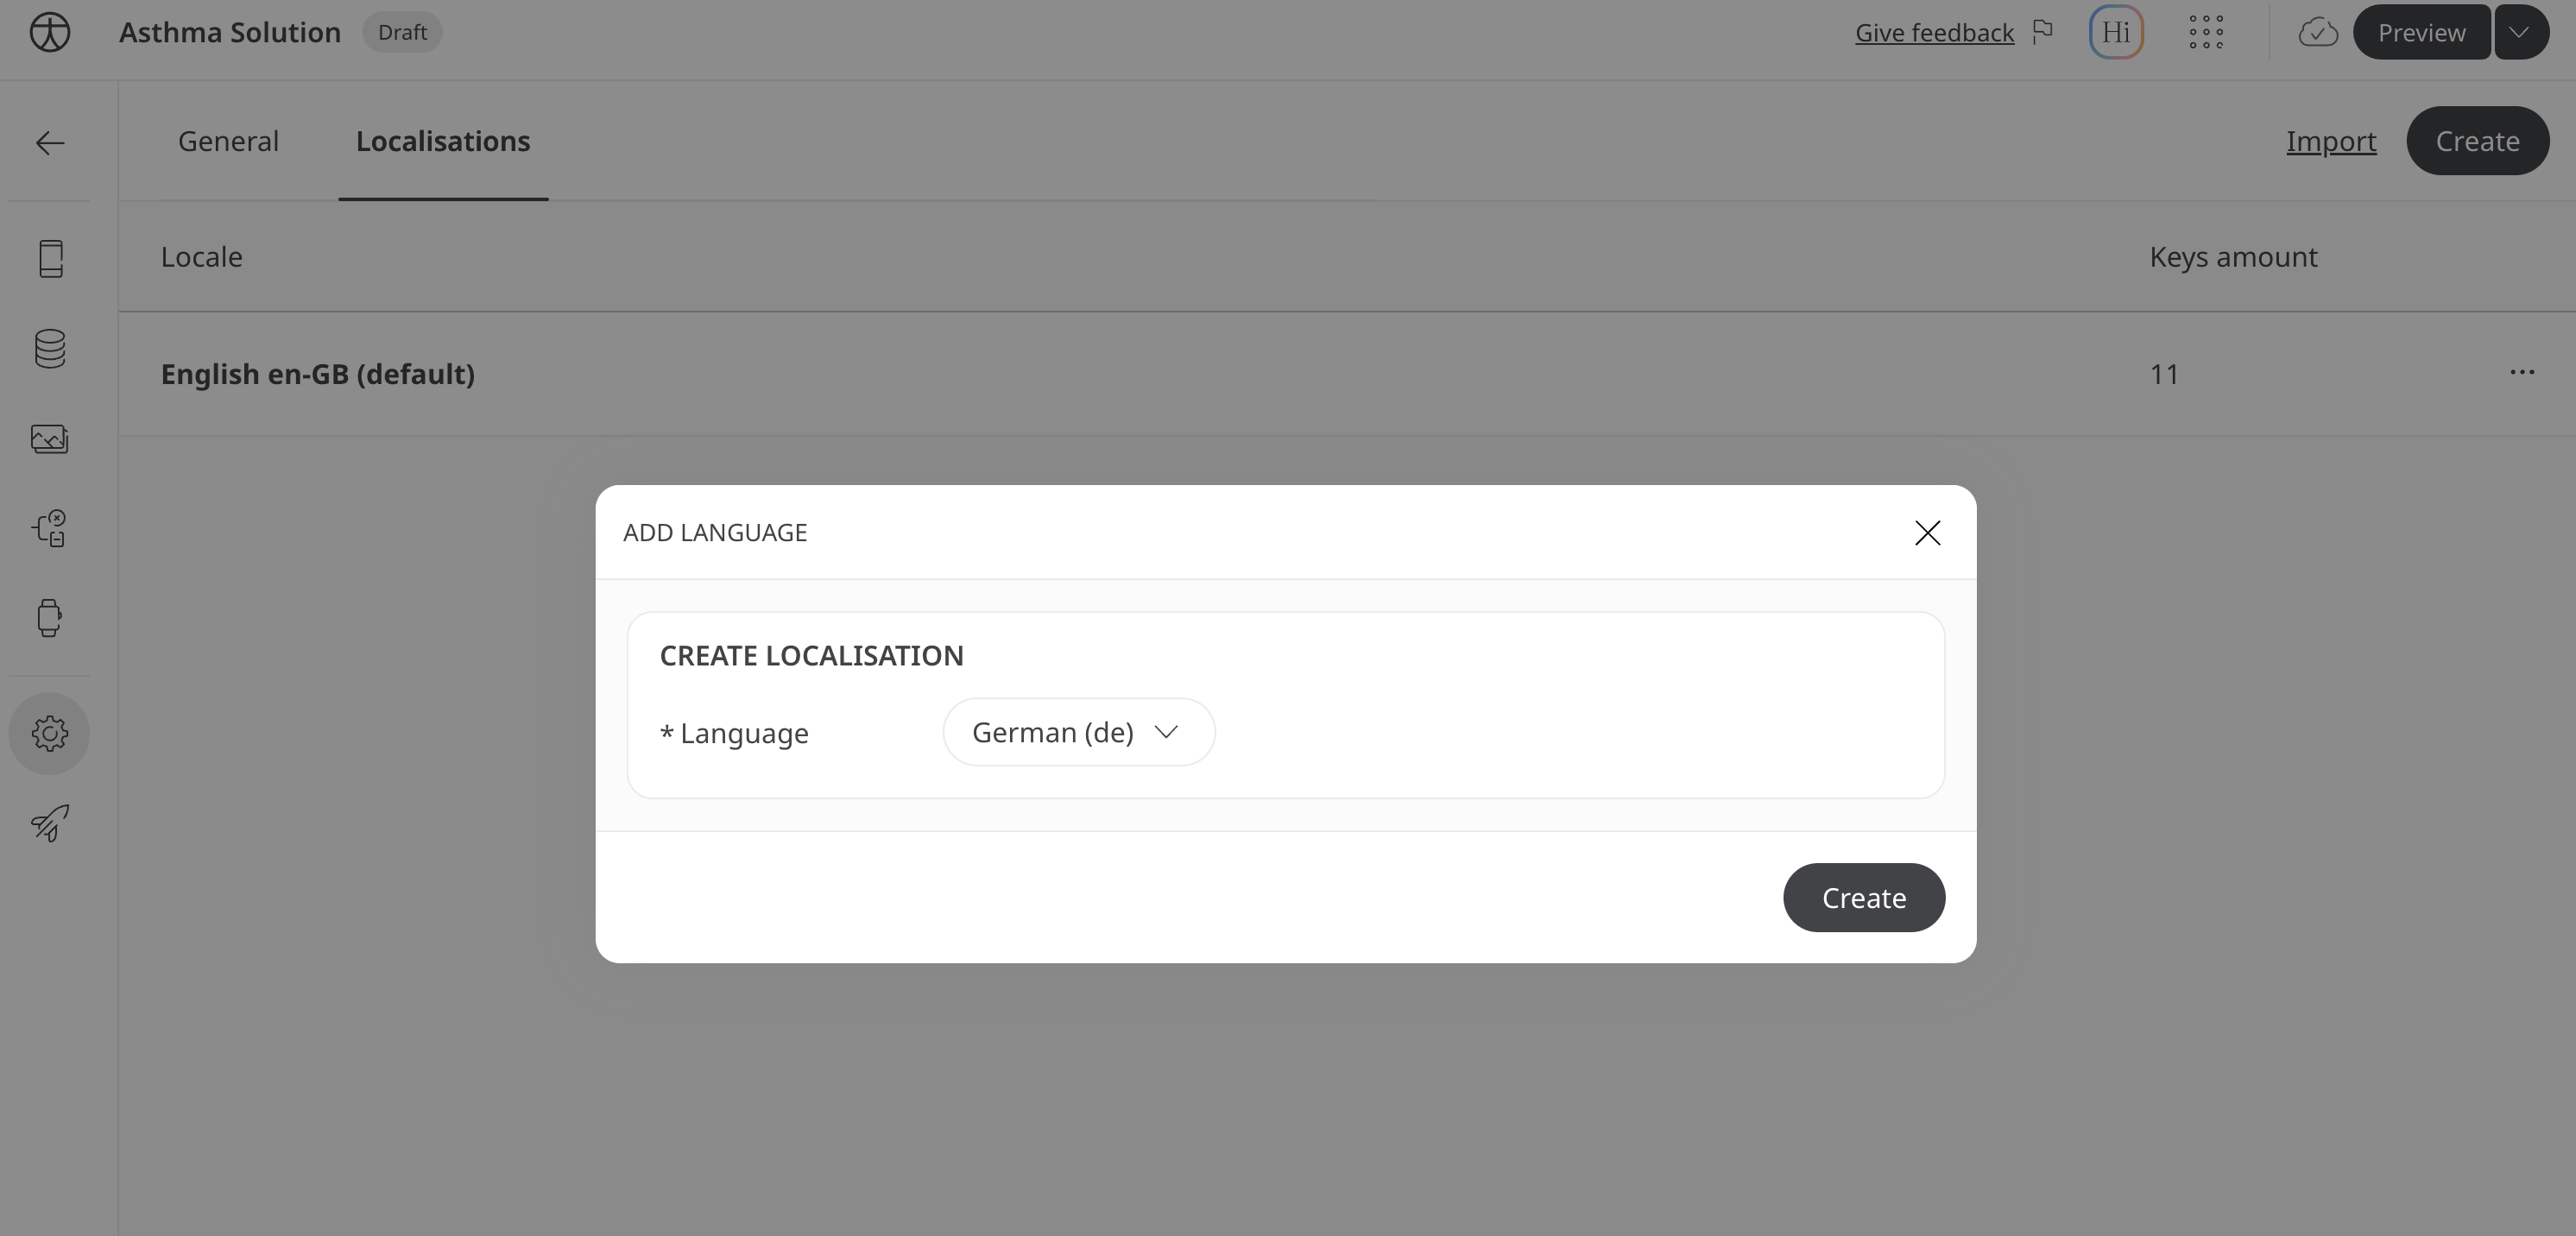 Asthma Solution
Draft
Give feedback
Hi
Preview
General
Localisations
Import
Create
Locale
Keys amount
English en-GB (default)
11
ADD LANGUAGE
CREATE LOCALISATION
* Language
German (de)
Create